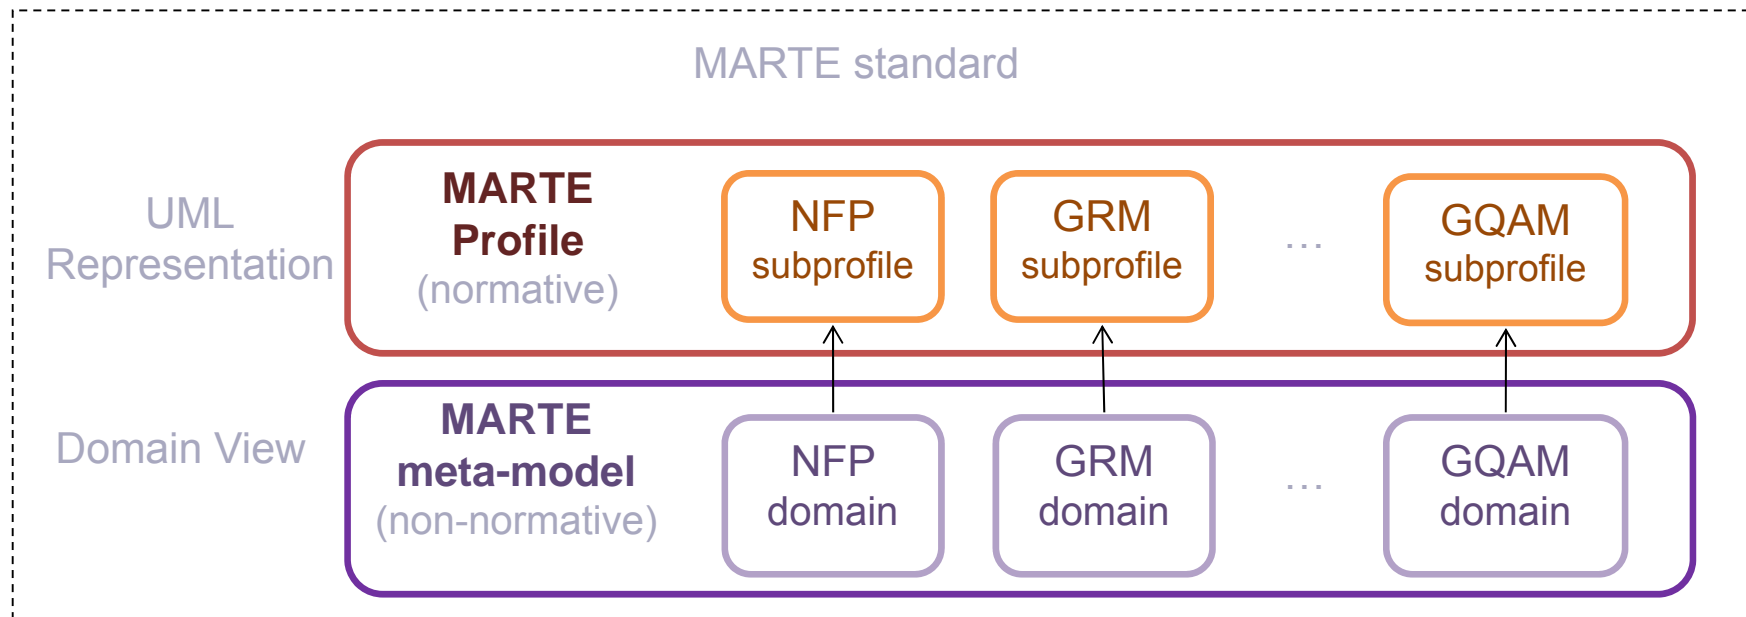 MARTE standard
UML
Representation
MARTE
Profile
(normative)
NFP
subprofile
GRM
subprofile
...
GQAM
subprofile
Domain View
MARTE
meta-model
(non-normative)
NFP
domain
GRM
domain
...
GQAM
domain